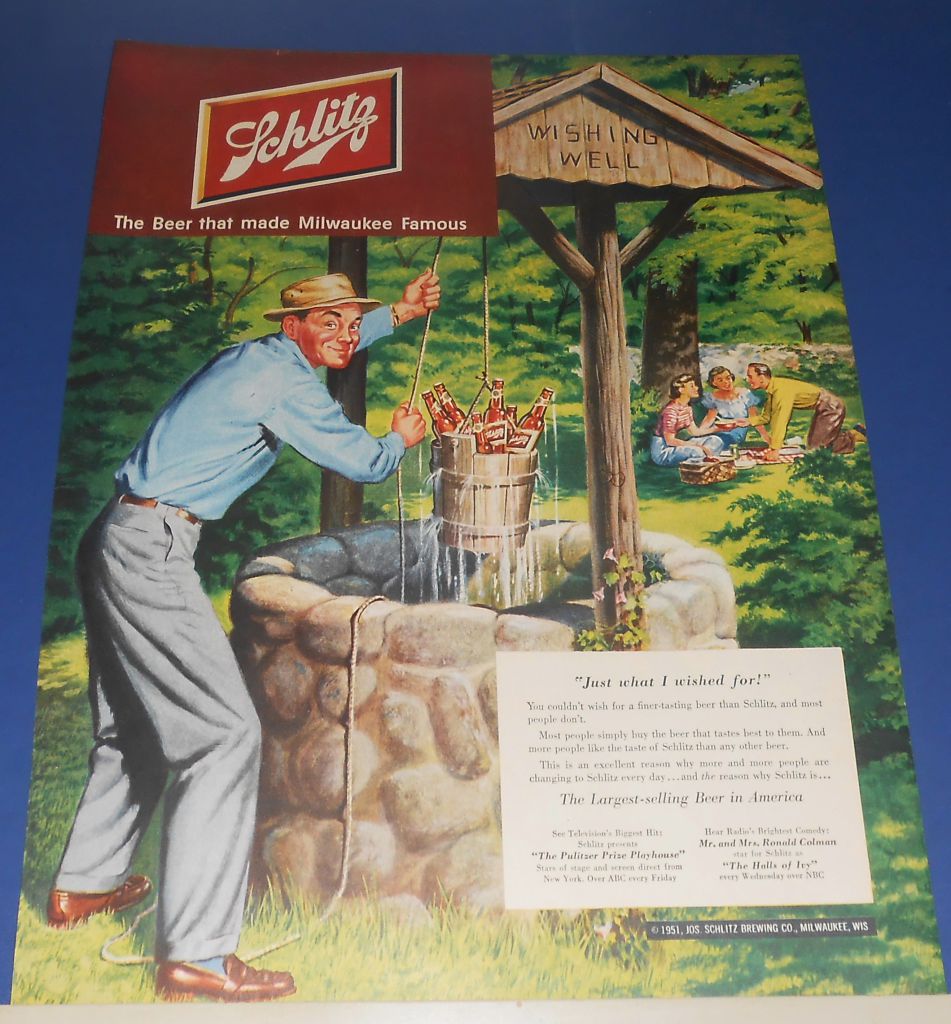 Schlitz
The Beer that made Milwaukee Famous
WISHING
WELL
"Just what I wished for!"
You couldn't wish for a finer-tasting beer than Schlitz, and most
people don't.
Most people simply buy the beer that tastes best to them. And
more people like the taste of Schlitz than any other beer.
This is an excellent reason why more and more people are
changing to Schlitz every day...and the reason why Schlitz is...
The Largest-selling Beer in America
See Television's Biggest Hit:
Schlitz presents
"The Pulitzer Prize Playhouse"
Stars of stage and screen direct from
New York. Over ABC every Friday
Hear Radio's Brightest Comedy:
Mr. and Mrs. Ronald Colman
star for Schlitz as
"The Halls of Ivy"
every Wednesday over NBC
© 1951, JOS. SCHLITZ BREWING CO., MILWAUKEE, WIS